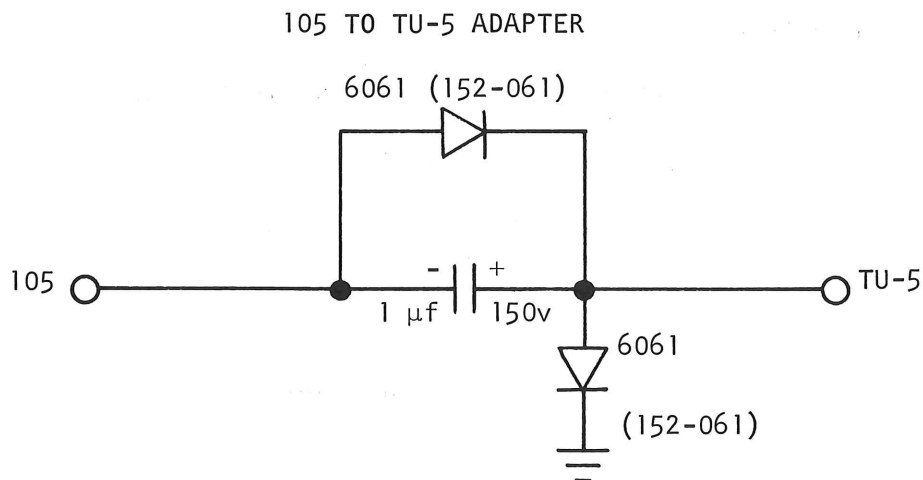 105 TO TU-5 ADAPTER
6061 (152-061)
105
- +
TU-5
1 μf 150v
6061
(152-061)